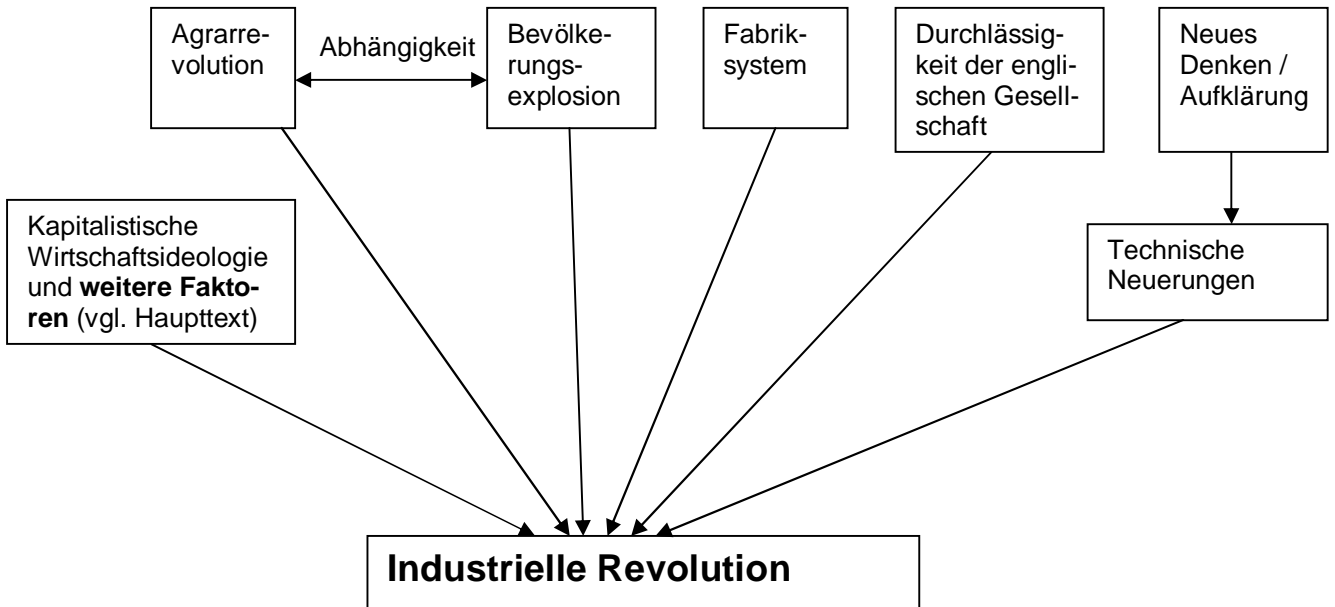 Agrarre-
volution
Abhängigkeit
Bevölke-
rungs-
explosion
Fabrik-
system
Durchlässig-
keit der engli-
schen Gesell-
schaft
Neues
Denken /
Aufklärung
Kapitalistische
Wirtschaftsideologie
und weitere Fakto-
ren (vgl. Haupttext)
Technische
Neuerungen
Industrielle Revolution